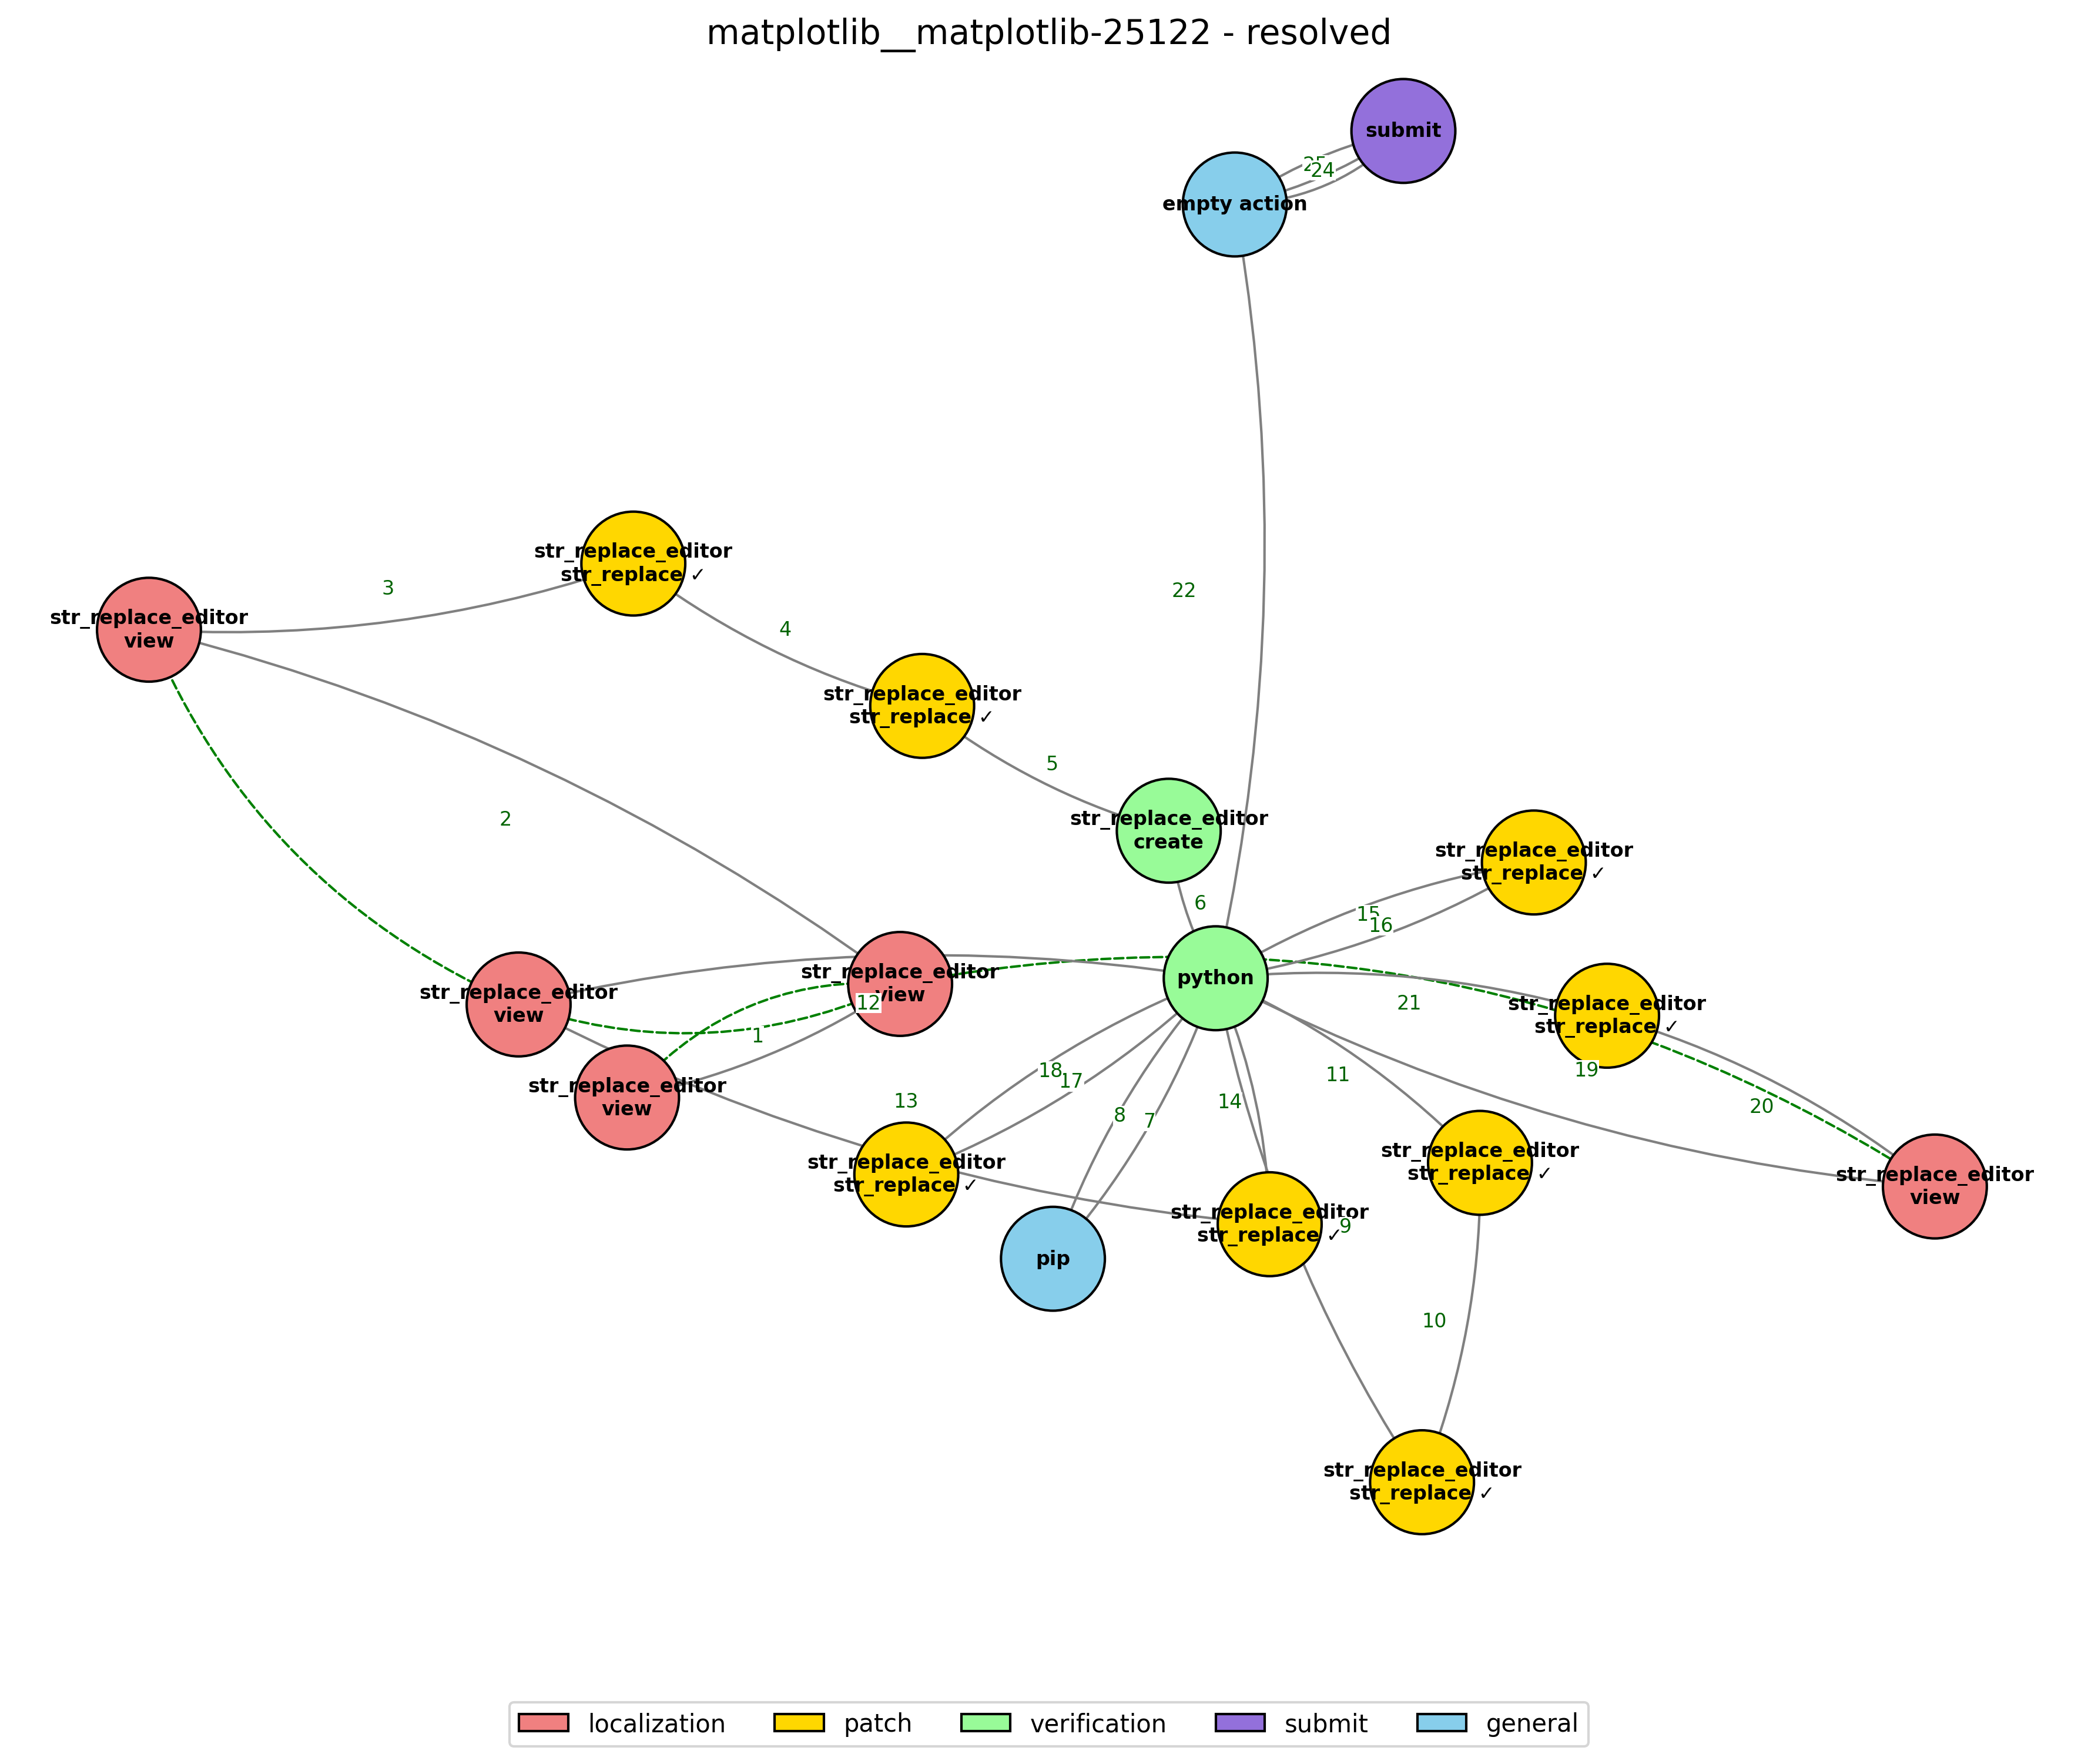 matplotlib__matplotlib-25122 - resolved
submit
24
empty action
22
str_replace_editor
str_replace ✓
3
str_replace_editor
view
4
str_replace_editor
str_replace ✓
5
2
str_replace_editor
create
str_replace_editor
str_replace ✓
6
15
16
str_replace_editor
view
python
str_replace_editor
view
12
21
str_replace_editor
str_replace ✓
1
18
17
11
19
str_replace_editor
view
13
8
7
14
20
str_replace_editor
str_replace ✓
str_replace_editor
str_replace ✓
str_replace_editor
view
str_replace_editor
str_replace ✓
9
pip
10
str_replace_editor
str_replace ✓
localization
patch
verification
submit
general